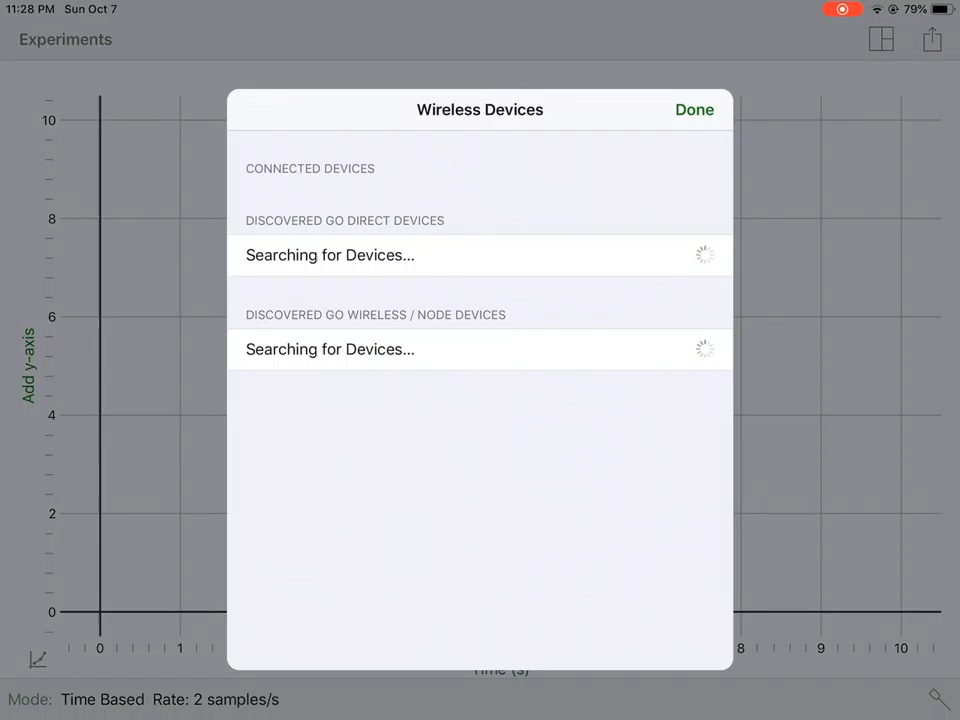 11:28 PM Sun Oct 7
79%
Experiments
Wireless Devices
Done
CONNECTED DEVICES
DISCOVERED GO DIRECT DEVICES
Searching for Devices...
DISCOVERED GO WIRELESS / NODE DEVICES
Searching for Devices...
Add y-axis
10
8
6
4
2
0
0 1 8 9 10
Time (s)
Mode: Time Based Rate: 2 samples/s